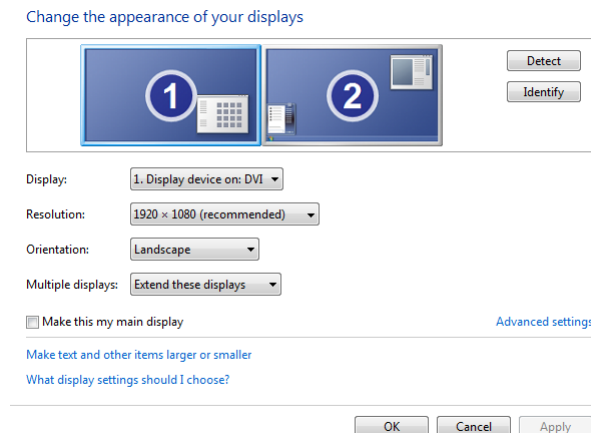 Change the appearance of your displays
1
2
Detect
Identify
Display: 1. Display device on: DVI
Resolution: 1920 × 1080 (recommended)
Orientation: Landscape
Multiple displays: Extend these displays
Make this my main display
Advanced settings
Make text and other items larger or smaller
What display settings should I choose?
OK Cancel Apply